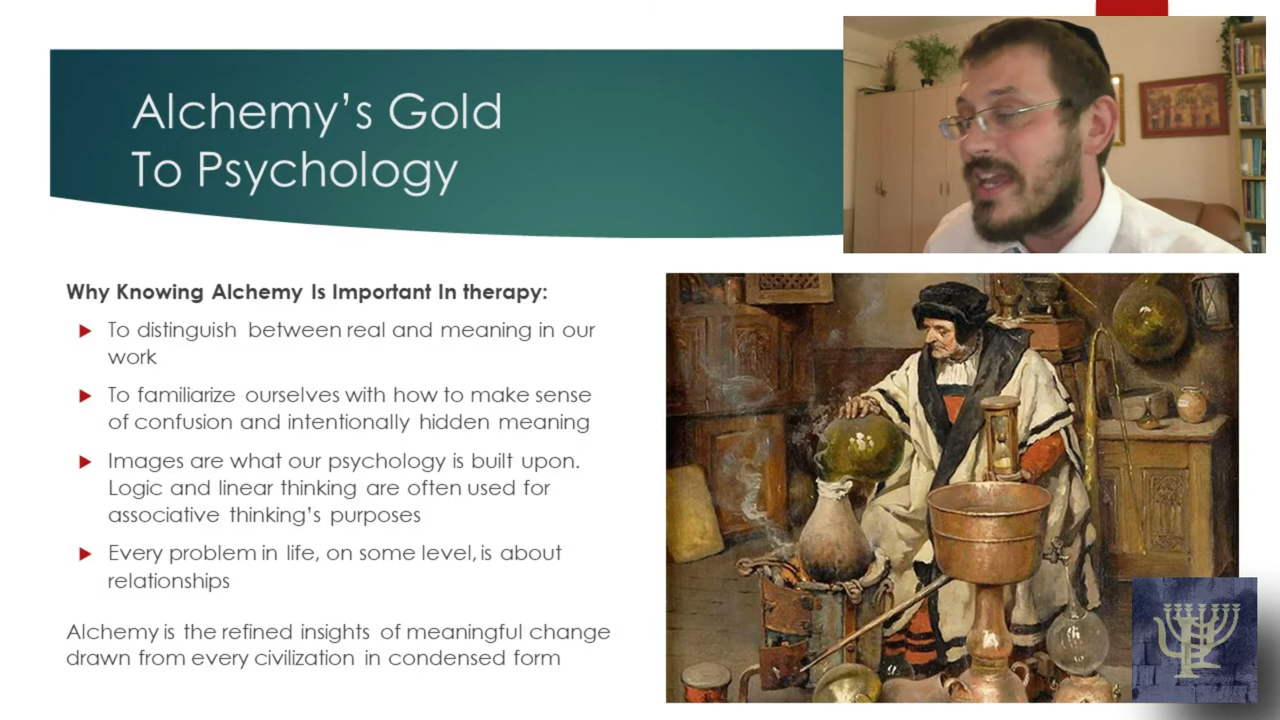 Alchemy's Gold
To Psychology
Why Knowing Alchemy Is Important In therapy:
To distinguish between real and meaning in our
work
To familiarize ourselves with how to make sense
of confusion and intentionally hidden meaning
Images are what our psychology is built upon.
Logic and linear thinking are often used for
associative thinking's purposes
Every problem in life, on some level, is about
relationships
Alchemy is the refined insights of meaningful change
drawn from every civilization in condensed form